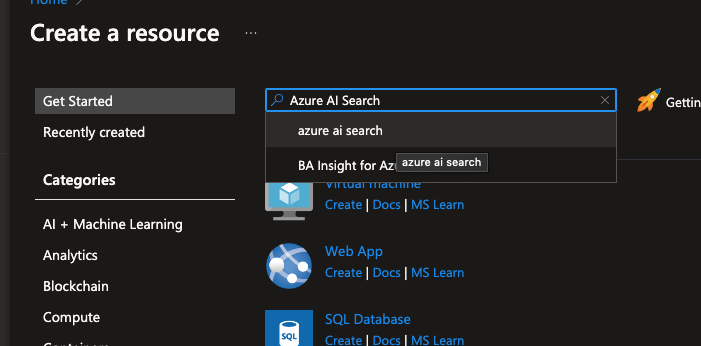 Home
Create a resource
...
Get Started
Recently created
Categories
AI + Machine Learning
Analytics
Blockchain
Compute
Azure AI Search
azure ai search
BA Insight for Az
azure ai search
Getting
Virtual machine
Create | Docs | MS Learn
Web App
Create | Docs | MS Learn
SQL
SQL Database
Create | Docs | MS Learn